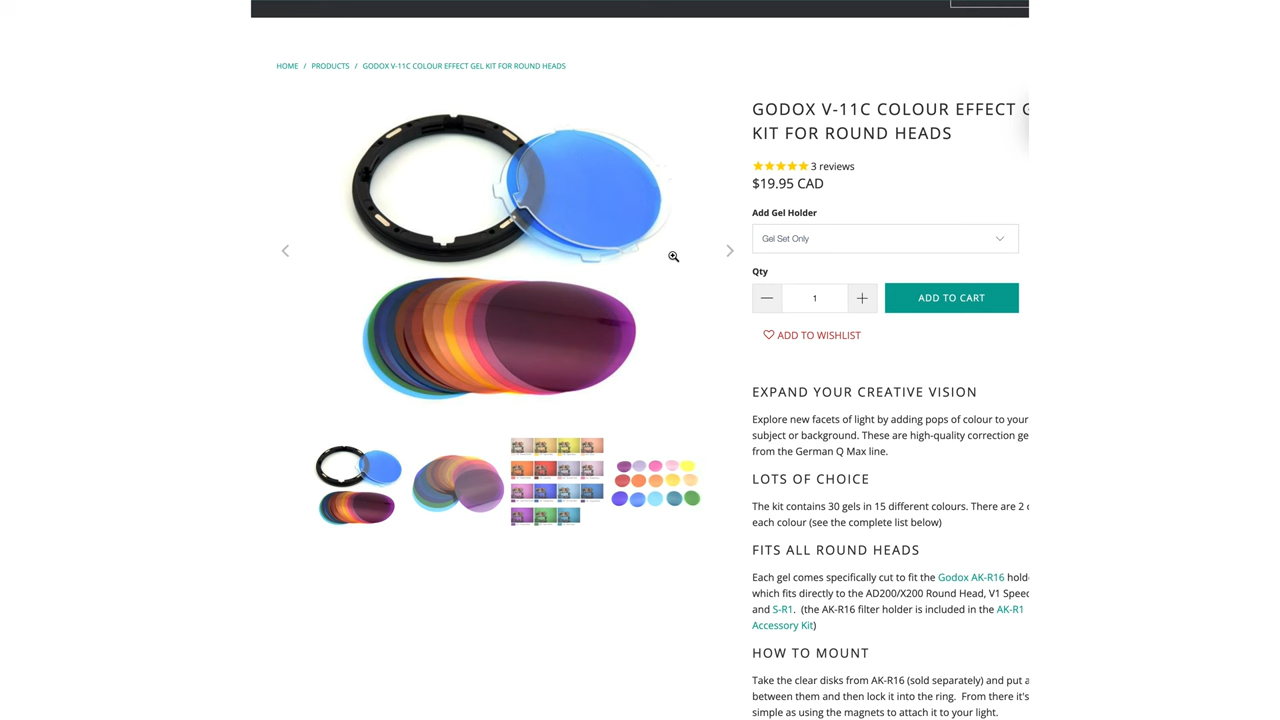 HOME / PRODUCTS / GODOX V-11C COLOUR EFFECT GEL KIT FOR ROUND HEADS
GODOX V-11C COLOUR EFFECT
KIT FOR ROUND HEADS
3 reviews
$19.95 CAD
Add Gel Holder
Gel Set Only
Qty
1
ADD TO CART
ADD TO WISHLIST
EXPAND YOUR CREATIVE VISION
Explore new facets of light by adding pops of colour to your
subject or background. These are high-quality correction ge
from the German Q Max line.
LOTS OF CHOICE
The kit contains 30 gels in 15 different colours. There are 2
each colour (see the complete list below)
FITS ALL ROUND HEADS
Each gel comes specifically cut to fit the Godox AK-R16 hold
which fits directly to the AD200/X200 Round Head, V1 Speed
and S-R1. (the AK-R16 filter holder is included in the AK-R1
Accessory Kit)
HOW TO MOUNT
Take the clear disks from AK-R16 (sold separately) and put a
between them and then lock it into the ring. From there it's
simple as using the magnets to attach it to your light.